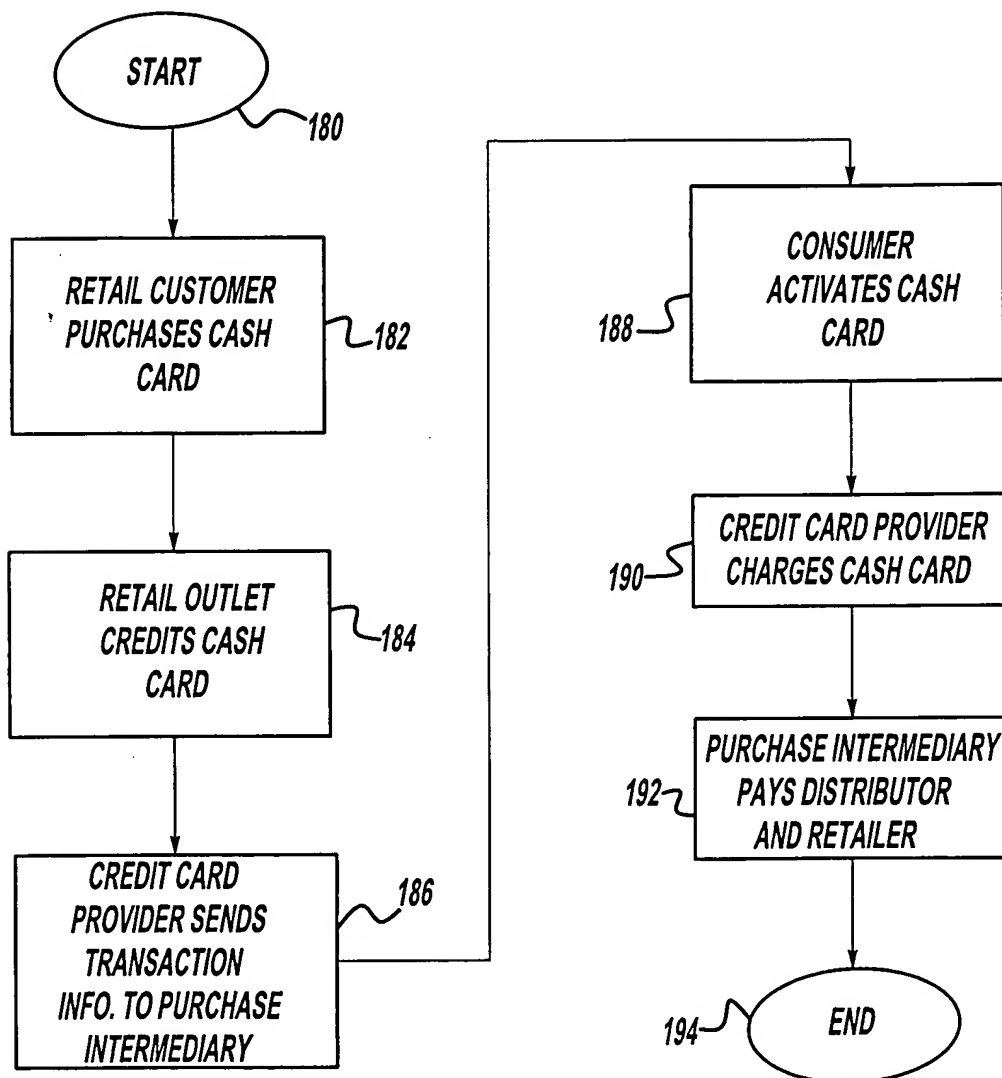 START
180
RETAIL CUSTOMER
PURCHASES CASH
CARD
182
RETAIL OUTLET
CREDITS CASH
CARD
184
CREDIT CARD
PROVIDER SENDS
TRANSACTION
INFO. TO PURCHASE
INTERMEDIARY
186
CONSUMER
ACTIVATES CASH
CARD
188
CREDIT CARD PROVIDER
CHARGES CASH CARD
190
PURCHASE INTERMEDIARY
PAYS DISTRIBUTOR
AND RETAILER
192
END
194